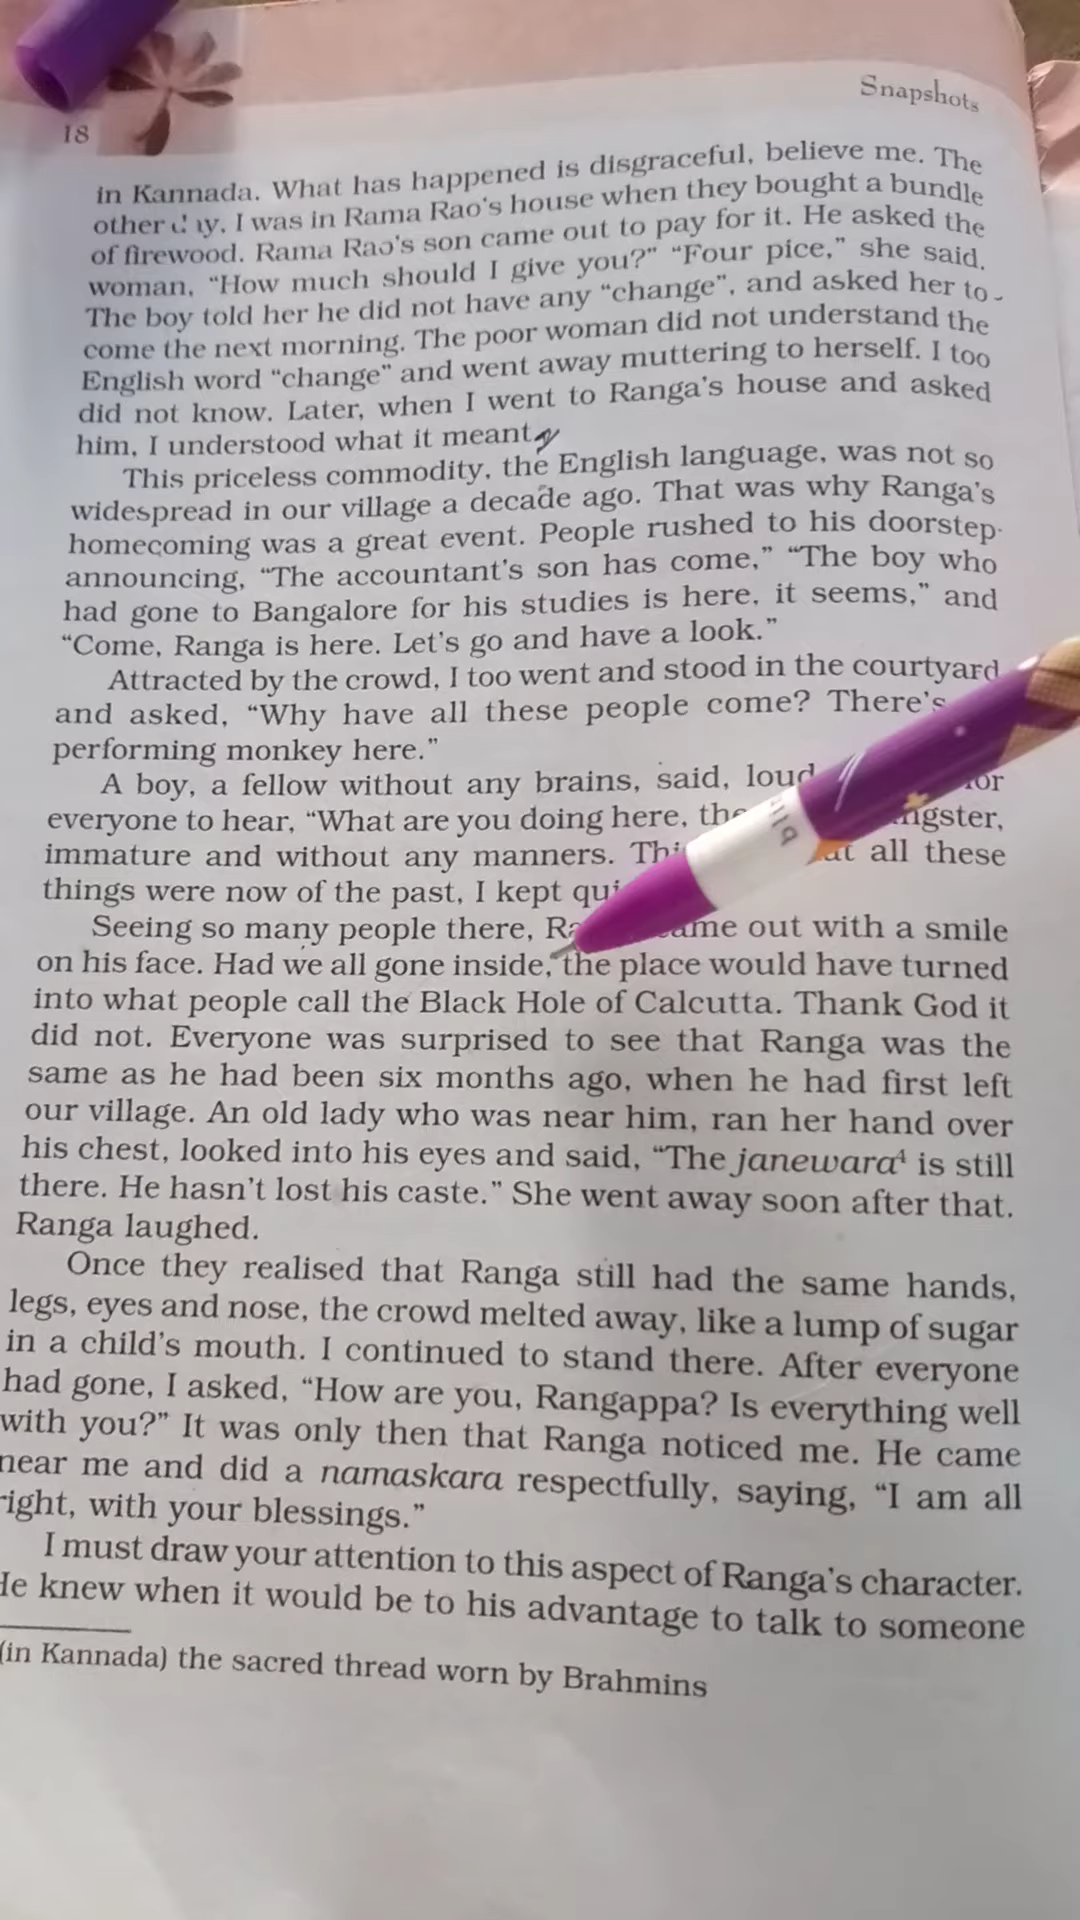 Snapshots
18
in Kannada. What has happened is disgraceful, believe me. The
other ay, I was in Rama Rao's house when they bought a bundle
of firewood. Rama Rao's son came out to pay for it. He asked the
woman, “How much should I give you?” “Four pice,” she said.
The boy told her he did not have any “change”, and asked her to
come the next morning. The poor woman did not understand the
English word “change” and went away muttering to herself. I too
did not know. Later, when I went to Ranga's house and asked
him, I understood what it meant.
This priceless commodity, the English language, was not so
widespread in our village a decade ago. That was why Ranga's
homecoming was a great event. People rushed to his doorstep
announcing, “The accountant's son has come,” “The boy who
had gone to Bangalore for his studies is here, it seems,” and
“Come, Ranga is here. Let's go and have a look.”
Attracted by the crowd, I too went and stood in the courtyard
and asked, “Why have all these people come? There's
performing monkey here.”
A boy, a fellow without any brains, said,
everyone to hear, “What are you doing here,
immature and without any manners. all these
things were now of the past, I kept
Seeing so many people there, out with a smile
on his face. Had we all gone inside, the place would have turned
into what people call the Black Hole of Calcutta. Thank God it
did not. Everyone was surprised to see that Ranga was the
same as he had been six months ago, when he had first left
our village. An old lady who was near him, ran her hand over
his chest, looked into his eyes and said, “The janewara⁴ is still
there. He hasn't lost his caste.” She went away soon after that.
Ranga laughed.
Once they realised that Ranga still had the same hands,
legs, eyes and nose, the crowd melted away, like a lump of sugar
in a child's mouth. I continued to stand there. After everyone
had gone, I asked, “How are you, Rangappa? Is everything well
with you?” It was only then that Ranga noticed me. He came
near me and did a namaskara respectfully, saying, “I am all
right, with your blessings.”
I must draw your attention to this aspect of Ranga's character.
He knew when it would be to his advantage to talk to someone
(in Kannada) the sacred thread worn by Brahmins